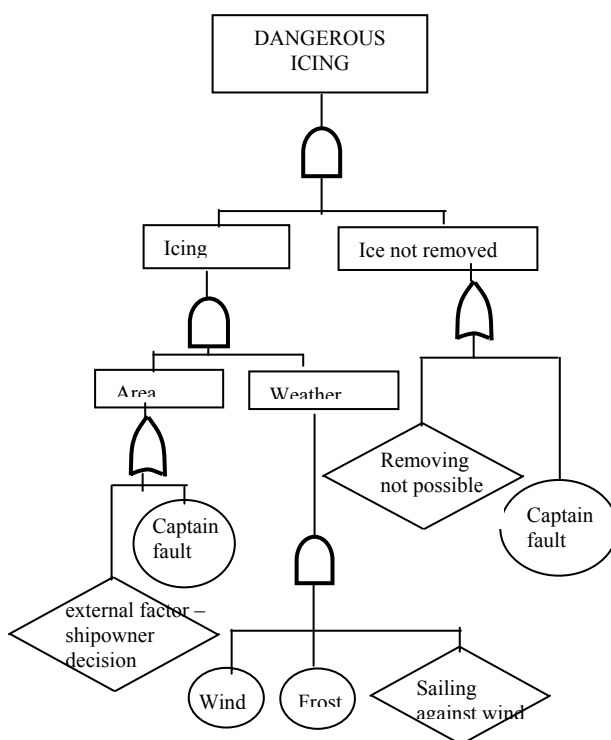 DANGEROUS
ICING
Icing
Ice not removed
Area
Weather
Removing
not possible
Captain
fault
Captain
fault
external factor –
shipowner
decision
Wind
Frost
Sailing
against wind